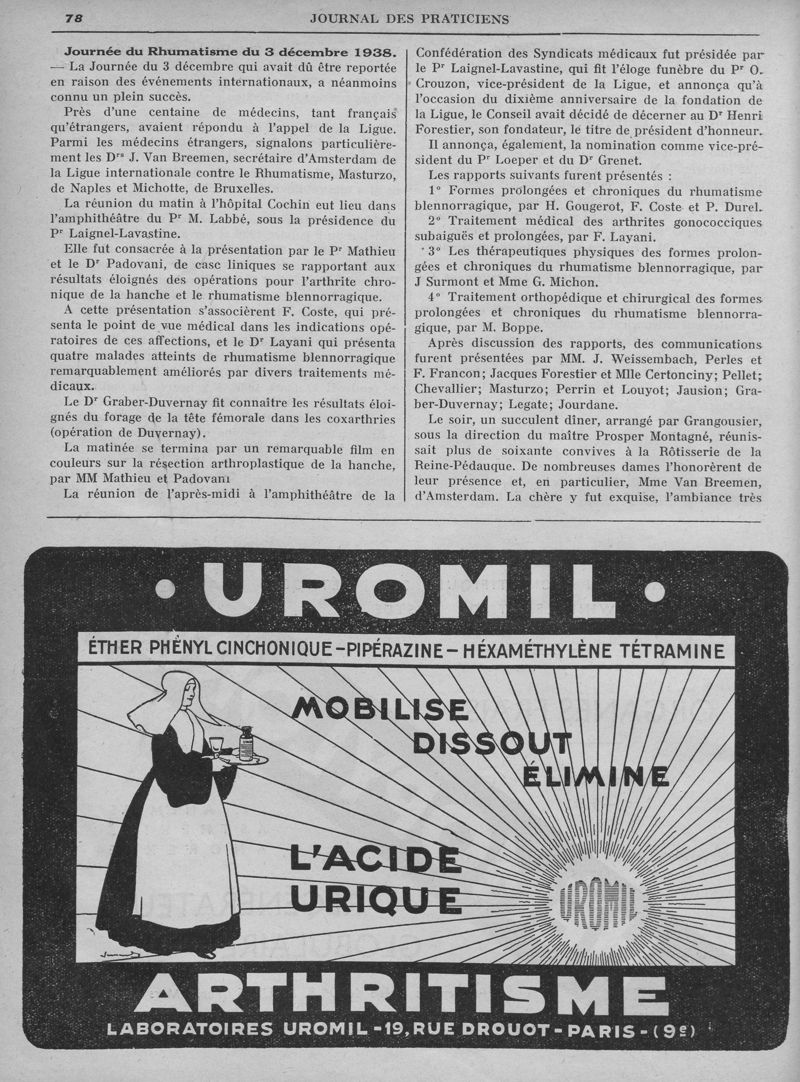 78
JOURNAL DES PRATICIENS
Journée du Rhumatisme du 3 décembre 1938.
— La Journée du 3 décembre qui avait dû être reportée
en raison des événements internationaux, a néanmoins
connu un plein succès.
Près d'une centaine de médecins, tant français
qu'étrangers, avaient répondu à l'appel de la Ligue.
Parmi les médecins étrangers, signalons particulière-
ment les Drs J. Van Breemen, secrétaire d'Amsterdam de
la Ligue internationale contre le Rhumatisme, Masturzo,
de Naples et Michotte, de Bruxelles.
La réunion du matin à l'hôpital Cochin eut lieu dans
l'amphithéâtre du Pr M. Labbé, sous la présidence du
Pr Laignel-Lavastine.
Elle fut consacrée à la présentation par le Pr Mathieu
et le Dr Padovani, de casc liniques se rapportant aux
résultats éloignés des opérations pour l'arthrite chro-
nique de la hanche et le rhumatisme blennorragique.
A cette présentation s'associèrent F. Coste, qui pré-
senta le point de vue médical dans les indications opé-
ratoires de ces affections, et le Dr Layani qui présenta
quatre malades atteints de rhumatisme blennorragique
remarquablement améliorés par divers traitements mé-
dicaux.
Le Dr Graber-Duvernay fit connaître les résultats éloi-
gnés du forage de la tête fémorale dans les coxarthries
(opération de Duvernay).
La matinée se termina par un remarquable film en
couleurs sur la résection arthroplastique de la hanche,
par MM Mathieu et Padovani
La réunion de l'après-midi à l'amphithéâtre de la
Confédération des Syndicats médicaux fut présidée par
le Pr Laignel-Lavastine, qui fit l'éloge funèbre du Pr O.
Crouzon, vice-président de la Ligue, et annonça qu'à
l'occasion du dixième anniversaire de la fondation de
la Ligue, le Conseil avait décidé de décerner au Dr Henri
Forestier, son fondateur, le titre de président d'honneur.
Il annonça, également, la nomination comme vice-pré-
sident du Pr Loeper et du Dr Grenet.
Les rapports suivants furent présentés :
1° Formes prolongées et chroniques du rhumatisme
blennorragique, par H. Gougerot, F. Coste et P. Durel.
2° Traitement médical des arthrites gonococciques
subaiguës et prolongées, par F. Layani.
3° Les thérapeutiques physiques des formes prolon-
gées et chroniques du rhumatisme blennorragique, par
J Surmont et Mme G. Michon.
4° Traitement orthopédique et chirurgical des formes
prolongées et chroniques du rhumatisme blennorra-
gique, par M. Boppe.
Après discussion des rapports, des communications
furent présentées par MM. J. Weissembach, Perles et
F. Francon; Jacques Forestier et Mlle Certonciny; Pellet;
Chevallier; Masturzo; Perrin et Louyot; Jausion; Gra-
ber-Duvernay; Legate; Jourdane.
Le soir, un succulent dîner, arrangé par Grangousier,
sous la direction du maître Prosper Montagné, réunis-
sait plus de soixante convives à la Rôtisserie de la
Reine-Pédauque. De nombreuses dames l'honorèrent de
leur présence et, en particulier, Mme Van Breemen,
d'Amsterdam. La chère y fut exquise, l'ambiance très
• UROMIL •
ÉTHER PHÉNYL CINCHONIQUE – PIPÉRAZINE – HÉXAMÉTHYLÈNE TÉTRAMINE
MOBILISE
DISSOUT
ÉLIMINE
L'ACIDE
URIQUE
UROMIL
ARTHRITISME
LABORATOIRES UROMIL - 19, RUE DROUOT - PARIS - (9e)